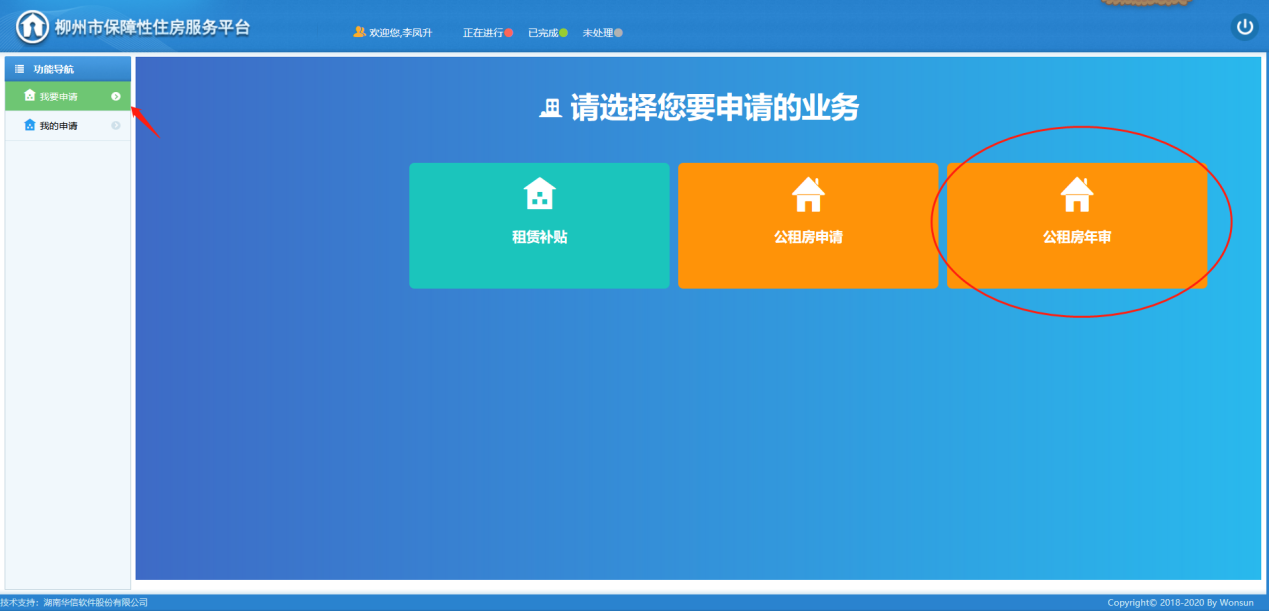 柳州市保障性住房服务平台
欢迎您,李凤升 正在进行 已完成 未处理
功能导航
我要申请
我的申请
请选择您要申请的业务
租赁补贴
公租房申请
公租房年审
技术支持：湖南华信软件股份有限公司
Copyright© 2018-2020 By Wonsun